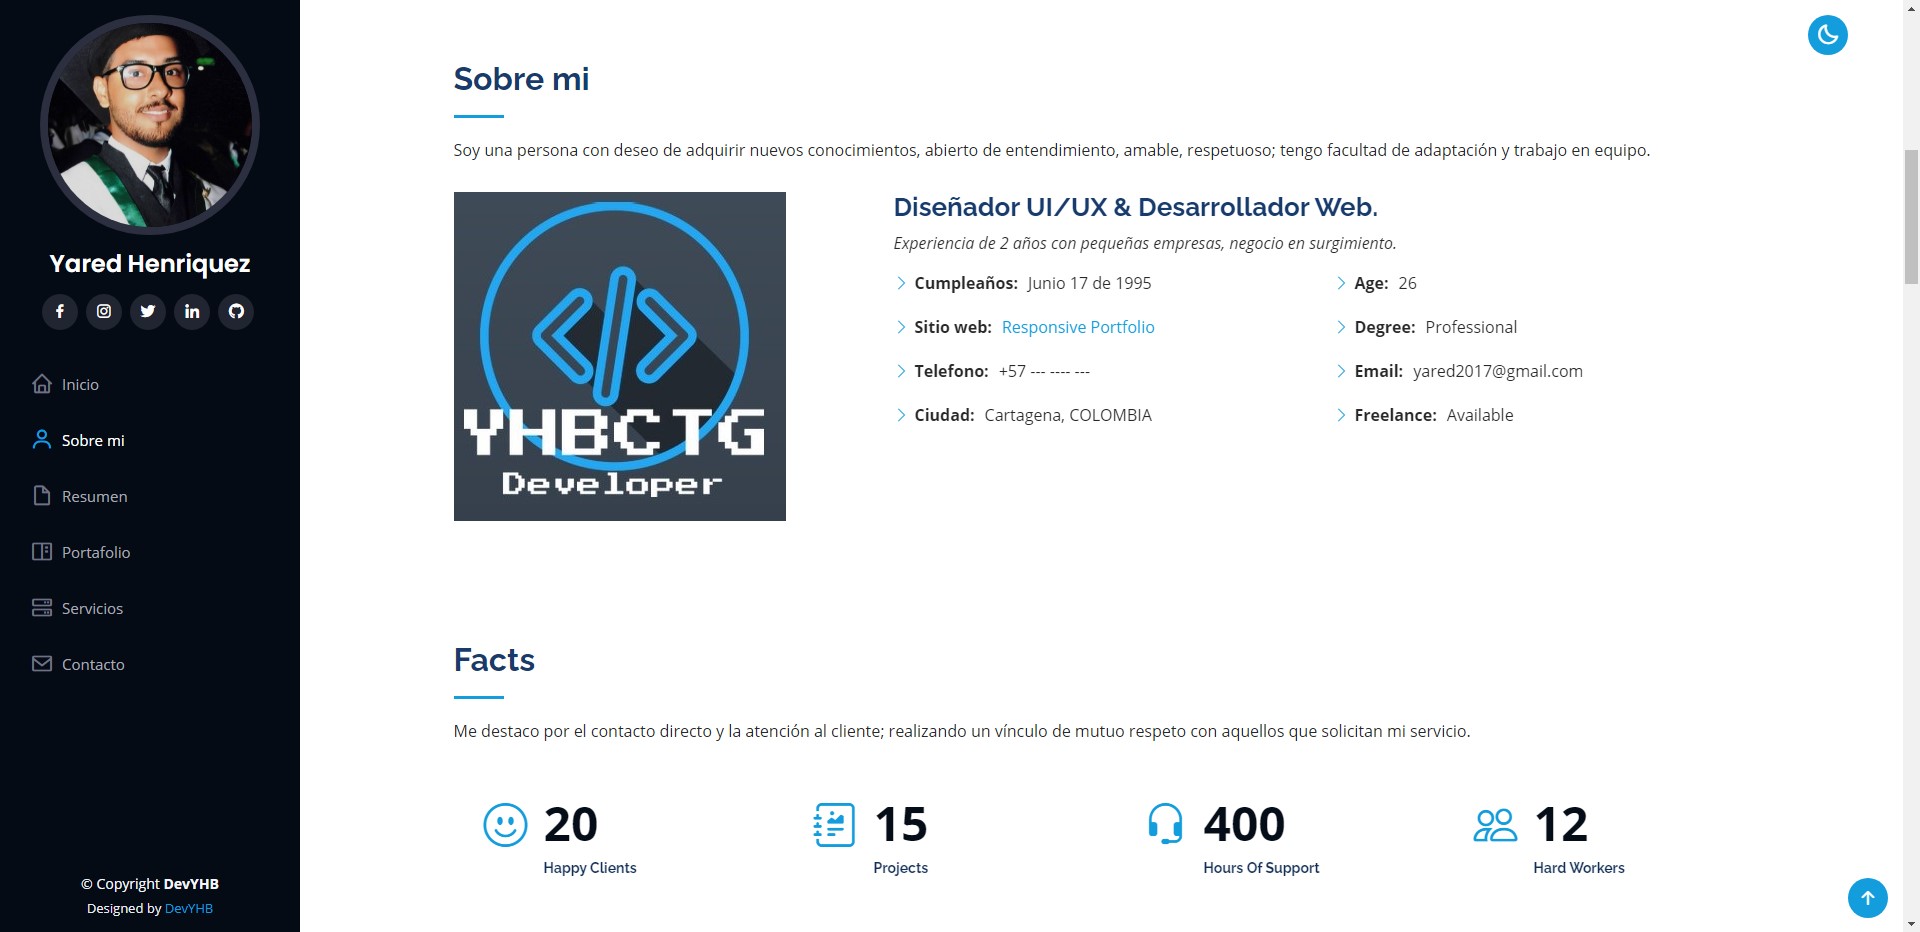 Yared Henriquez
Inicio
Sobre mi
Resumen
Portafolio
Servicios
Contacto
© Copyright DevYHB
Designed by DevYHB
Sobre mi
Soy una persona con deseo de adquirir nuevos conocimientos, abierto de entendimiento, amable, respetuoso; tengo facultad de adaptación y trabajo en equipo.
YHBCTG
Developer
Diseñador UI/UX & Desarrollador Web.
Experiencia de 2 años con pequeñas empresas, negocio en surgimiento.
Cumpleaños: Junio 17 de 1995
Age: 26
Sitio web: Responsive Portfolio
Degree: Professional
Telefono: +57 --- ---- ---
Email: yared2017@gmail.com
Ciudad: Cartagena, COLOMBIA
Freelance: Available
Facts
Me destaco por el contacto directo y la atención al cliente; realizando un vínculo de mutuo respeto con aquellos que solicitan mi servicio.
20
Happy Clients
15
Projects
400
Hours Of Support
12
Hard Workers